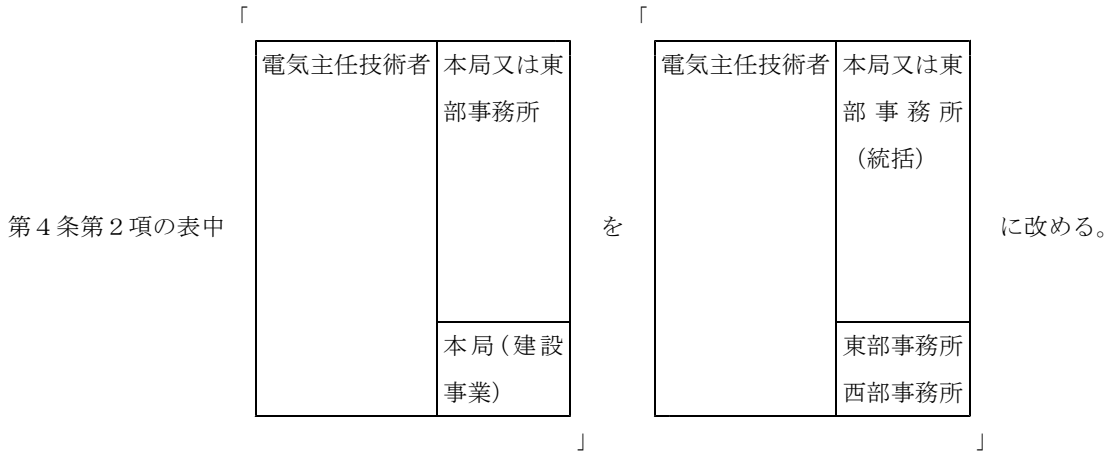 「
電気主任技術者
本局又は東
部事務所
本局(建設
事業)
」
「
電気主任技術者
本局又は東
部事務所
(統括)
東部事務所
西部事務所
」
第4条第2項の表中
を
に改める。